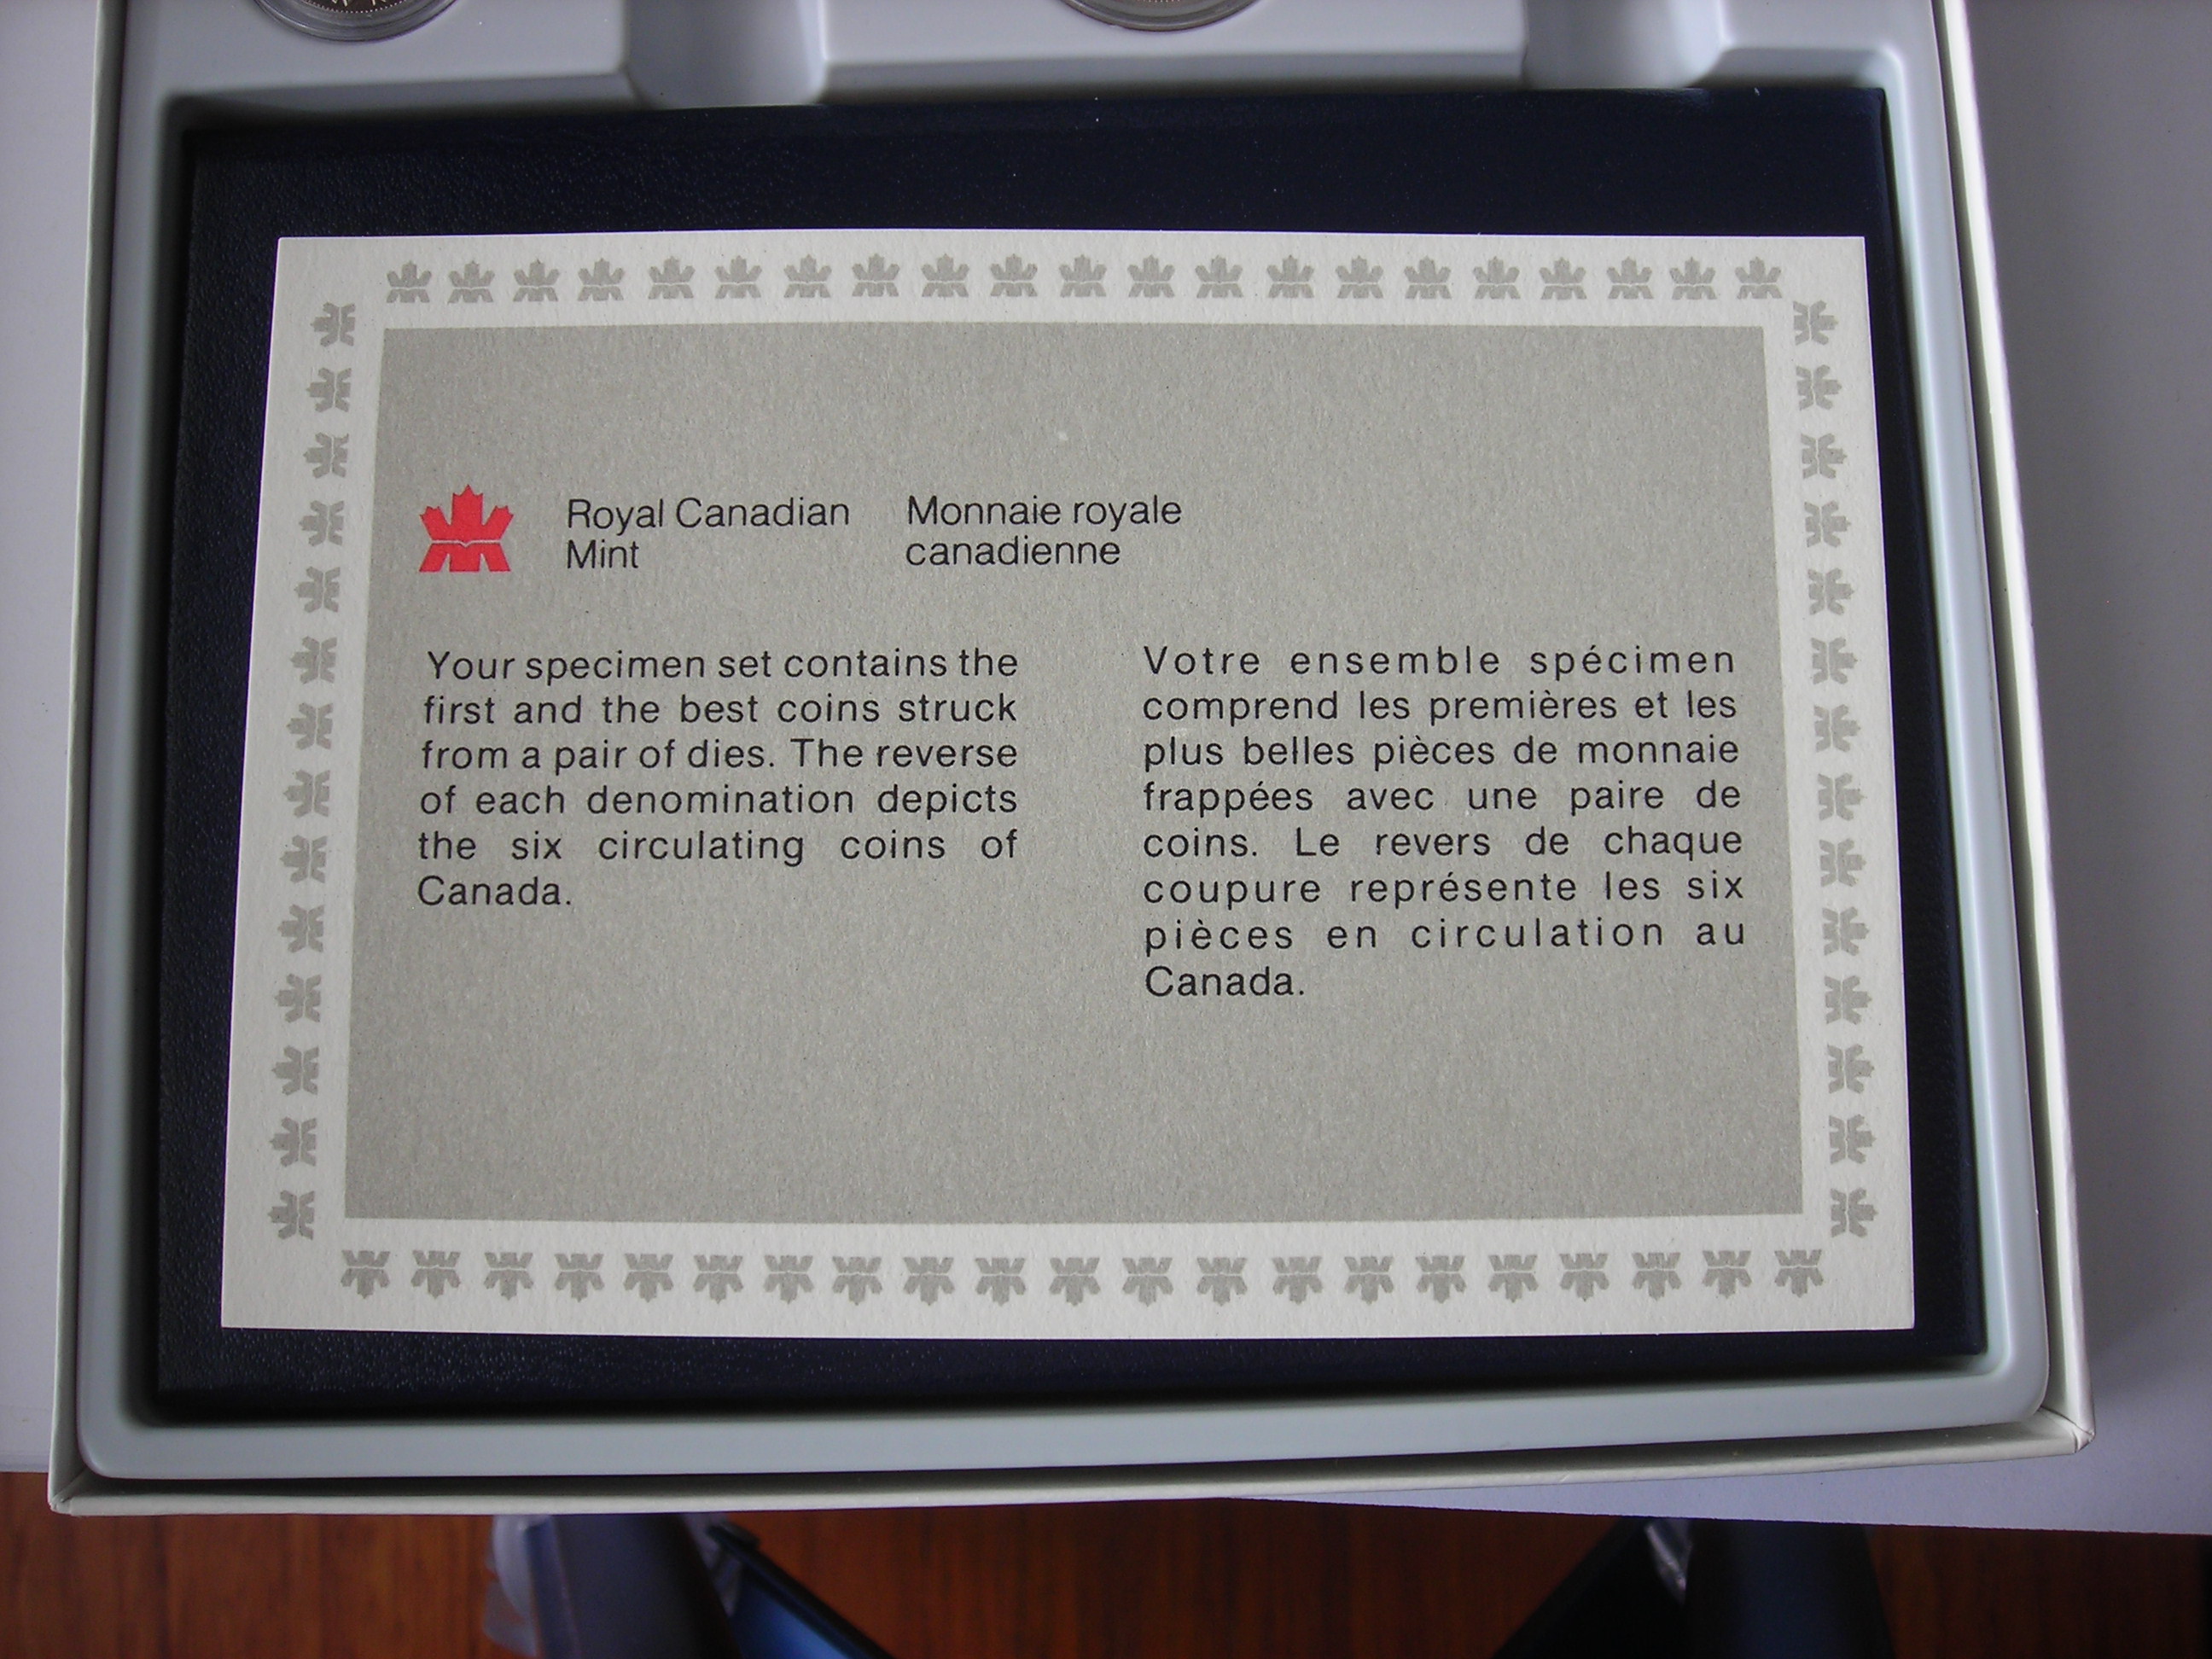 Royal Canadian
Mint
Monnaie royale
canadienne
Your specimen set contains the
first and the best coins struck
from a pair of dies. The reverse
of each denomination depicts
the six circulating coins of
Canada.
Votre ensemble spécimen
comprend les premières et les
plus belles pièces de monnaie
frappées avec une paire de
coins. Le revers de chaque
coupure représente les six
pièces en circulation au
Canada.